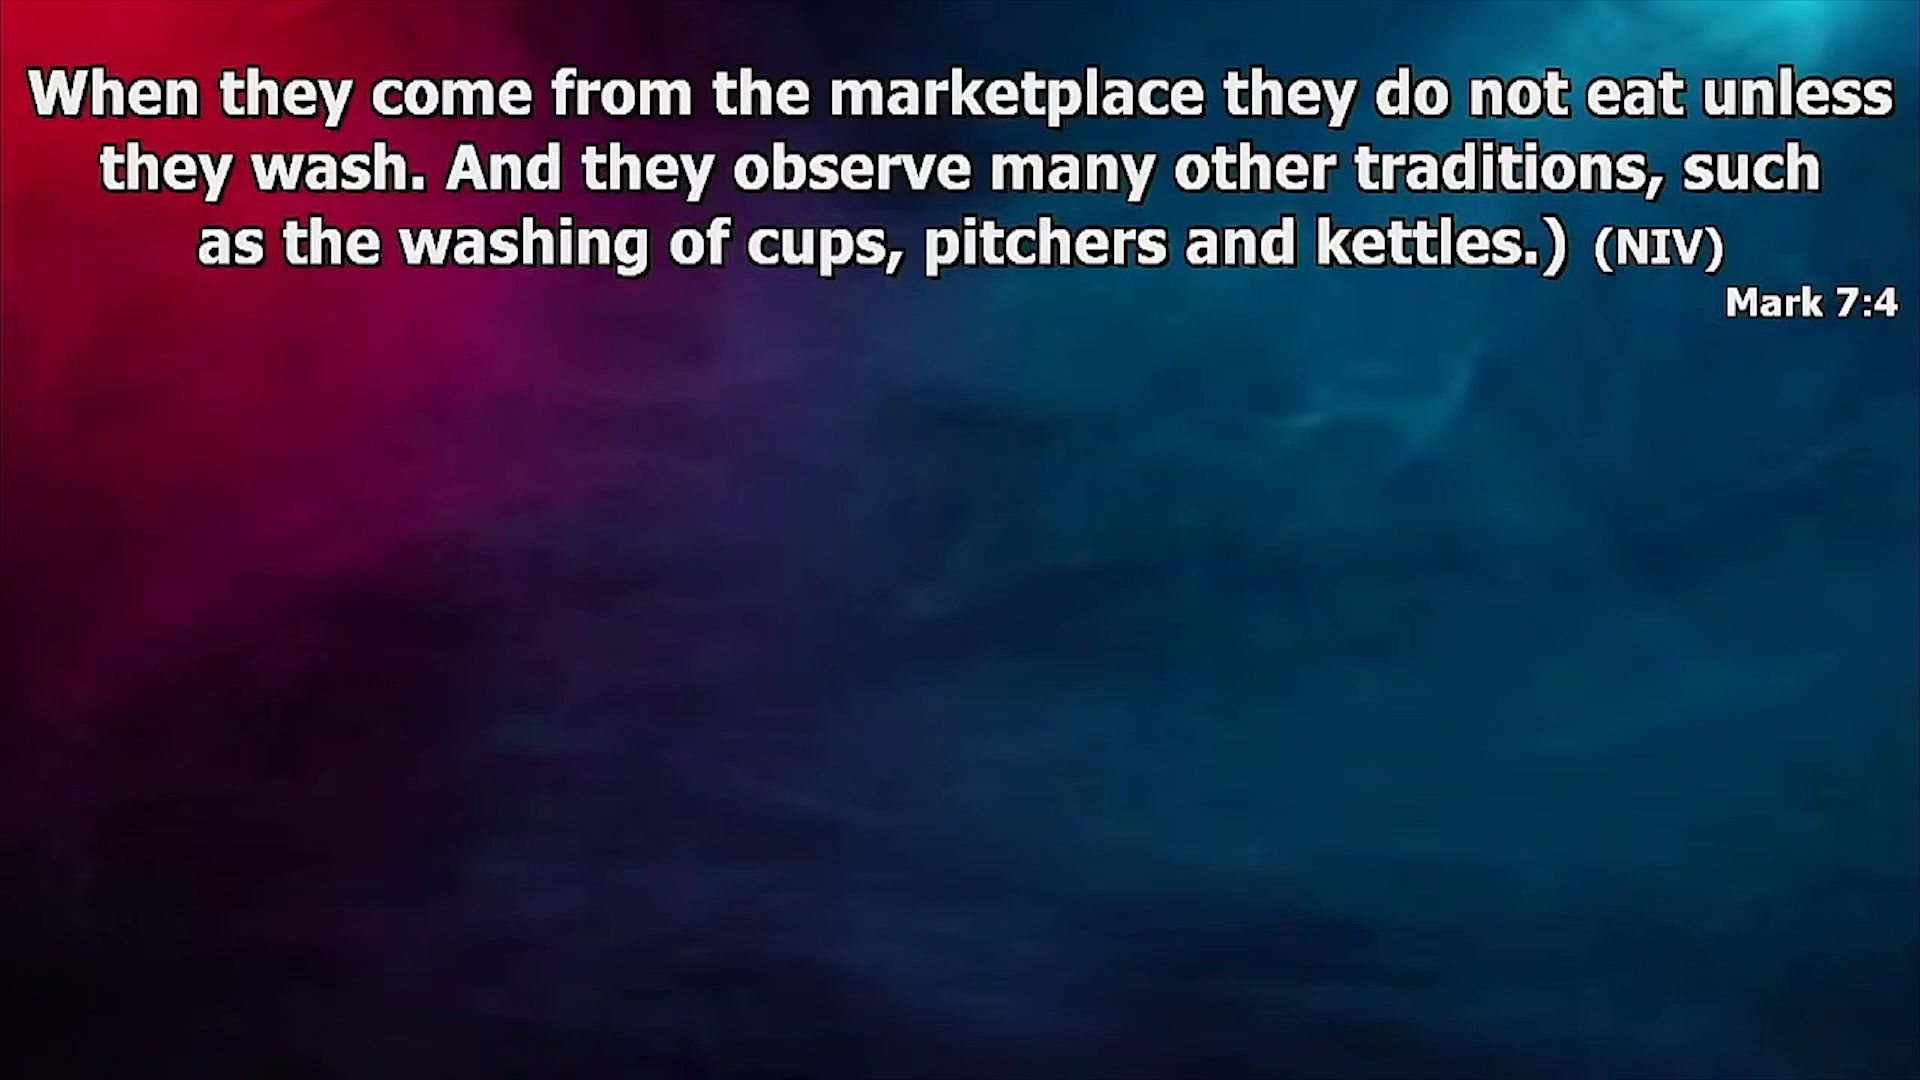 When they come from the marketplace they do not eat unless
they wash. And they observe many other traditions, such
as the washing of cups, pitchers and kettles.) (NIV)
Mark 7:4